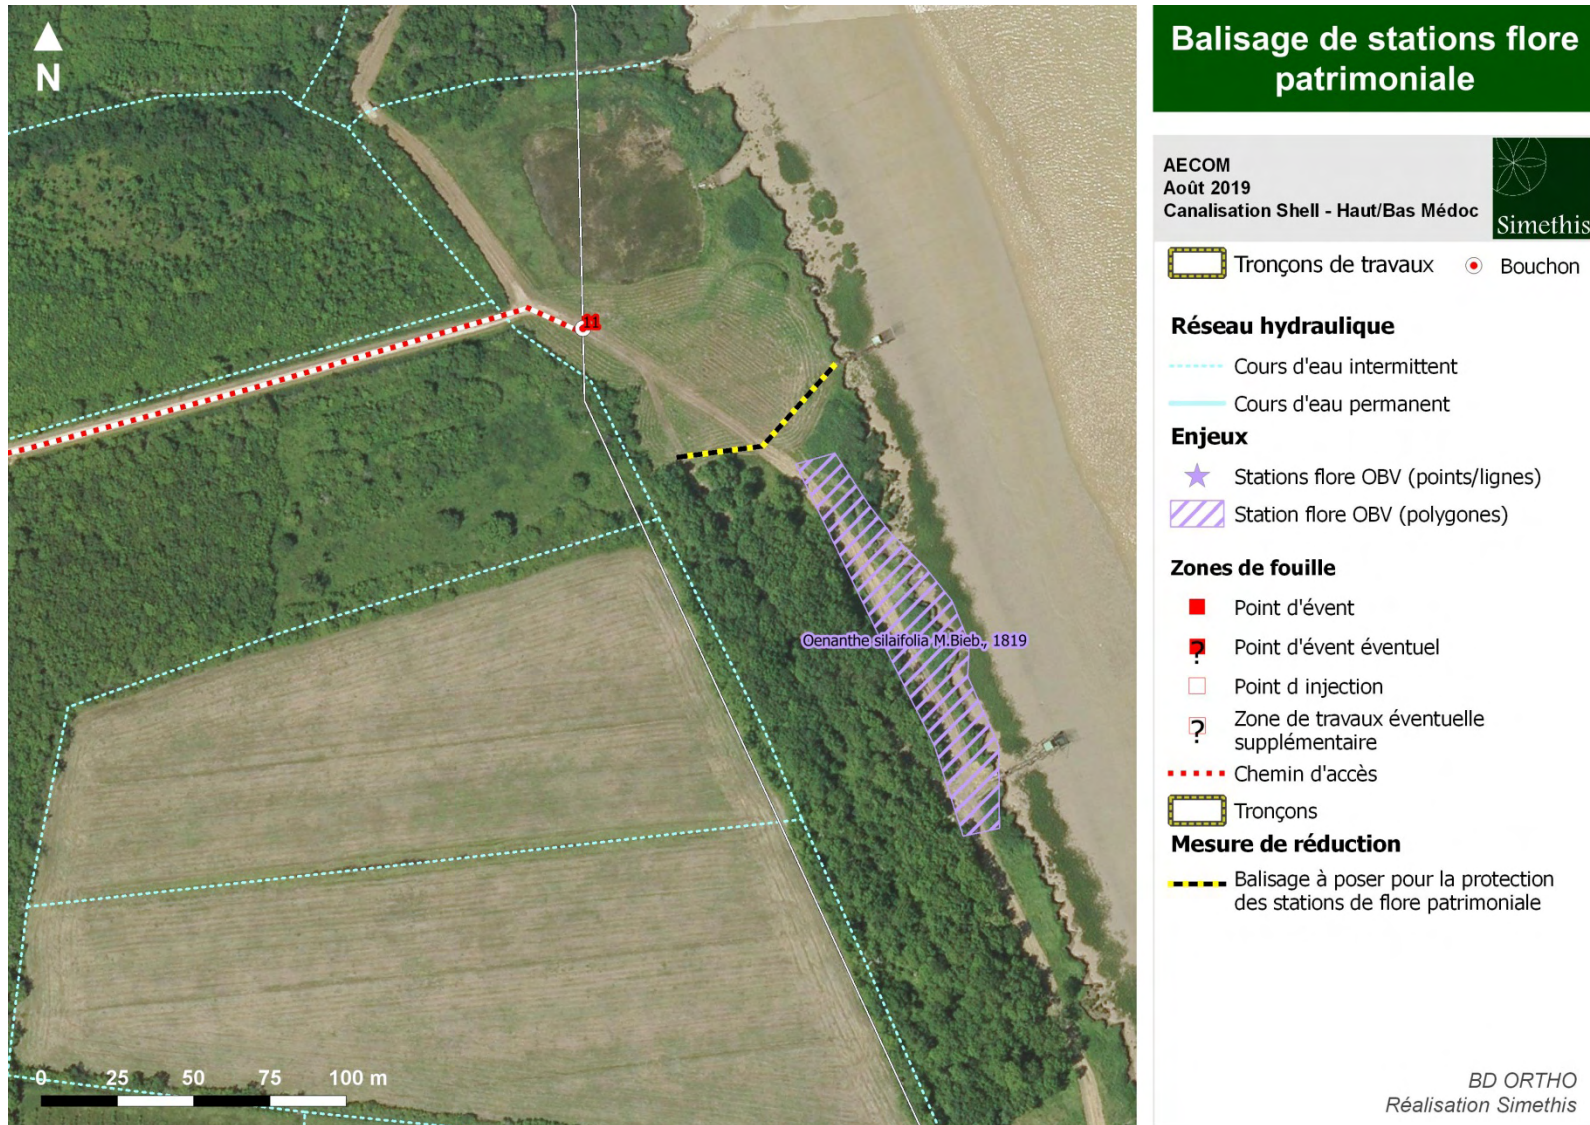 N
11
Oenanthe silaifolia M.Bieb., 1819
0 25 50 75 100 m
Balisage de stations flore
patrimoniale
AECOM
Août 2019
Canalisation Shell - Haut/Bas Médoc
Simethis
Tronçons de travaux
Bouchon
Réseau hydraulique
Cours d'eau intermittent
Cours d'eau permanent
Enjeux
Stations flore OBV (points/lignes)
Station flore OBV (polygones)
Zones de fouille
Point d'évent
?
Point d'évent éventuel
Point d injection
?
Zone de travaux éventuelle
supplémentaire
Chemin d'accès
Tronçons
Mesure de réduction
Balisage à poser pour la protection
des stations de flore patrimoniale
BD ORTHO
Réalisation Simethis